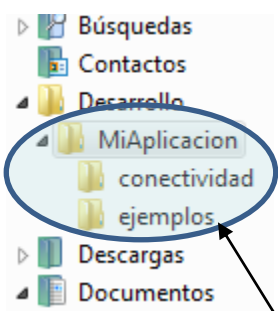 Búsquedas
Contactos
Desarrollo
MiAplicacion
conectividad
ejemplos
Descargas
Documentos